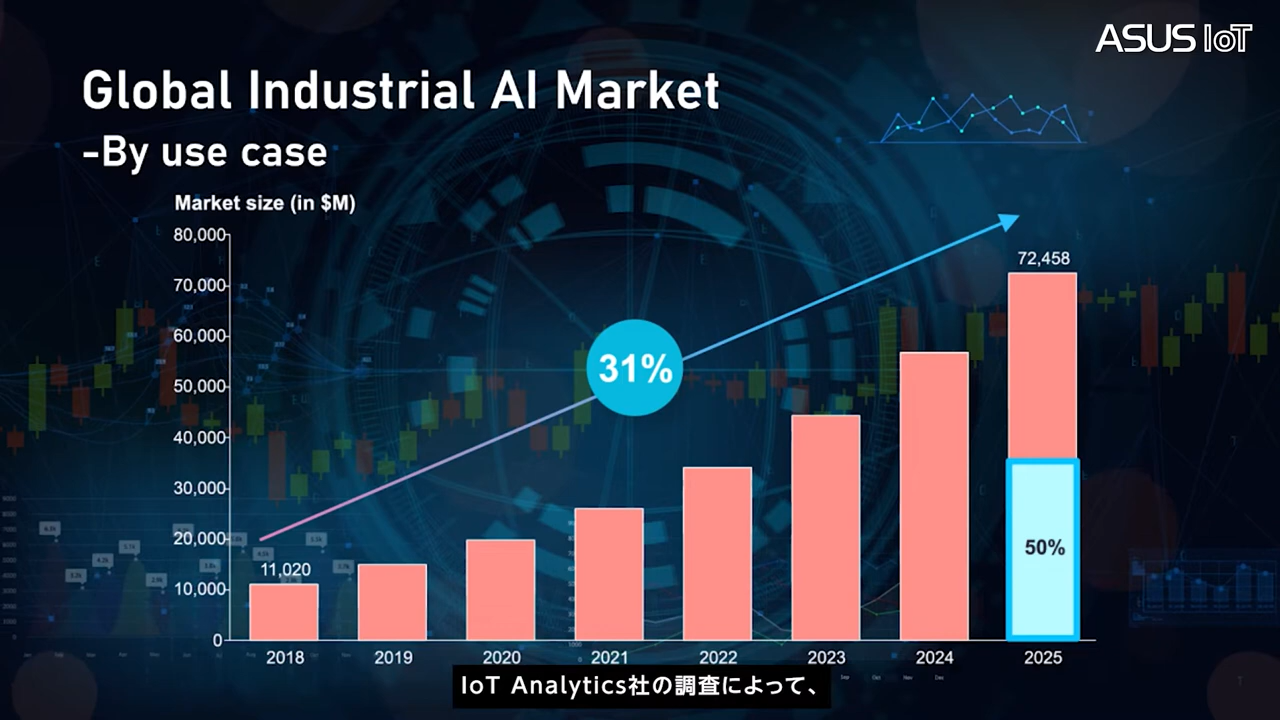 ASUS IoT
Global Industrial AI Market
-By use case
Market size (in $M)
80,000
70,000
60,000
50,000
40,000
30,000
20,000
10,000
0
72,458
31%
50%
11,020
2018 2019 2020 2021 2022 2023 2024 2025
IoT Analytics社の調査によって、